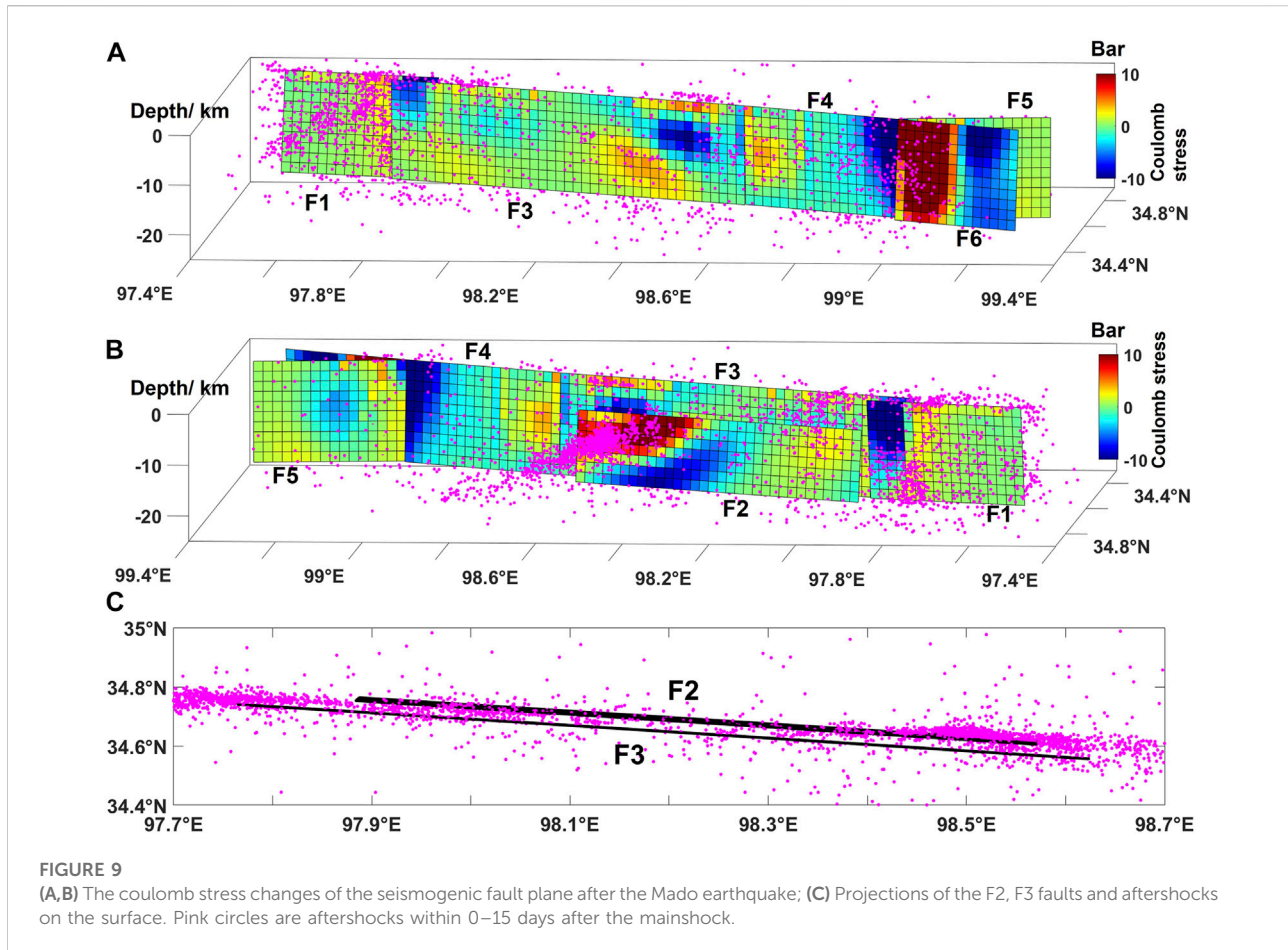 A
Bar
Depth/ km
0
-10
-20
F1
F3
F4
F5
F6
10
0
-10
Coulomb stress
34.8°N
34.4°N
97.4°E
97.8°E
98.2°E
98.6°E
99°E
99.4°E
B
Bar
Depth/ km
0
-10
-20
F5
F4
F3
F2
F1
10
0
-10
Coulomb stress
34.4°N
34.8°N
99.4°E
99°E
98.6°E
98.2°E
97.8°E
97.4°E
C
35°N
34.8°N
34.6°N
34.4°N
F2
F3
97.7°E
97.9°E
98.1°E
98.3°E
98.5°E
98.7°E
FIGURE 9
(A,B) The coulomb stress changes of the seismogenic fault plane after the Mado earthquake; (C) Projections of the F2, F3 faults and aftershocks
on the surface. Pink circles are aftershocks within 0–15 days after the mainshock.